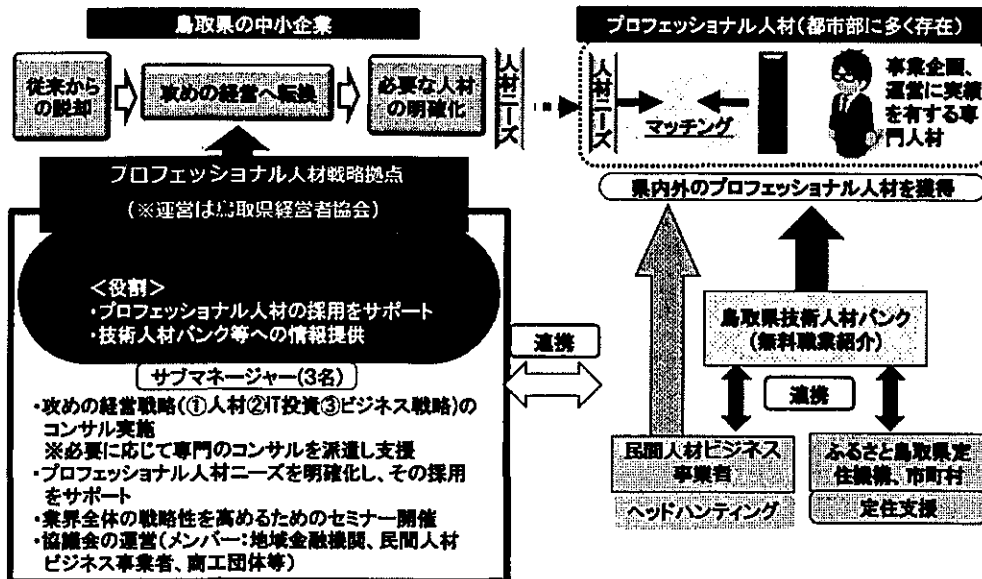 鳥取県の中小企業
従来から
の脱却
攻めの経営へ転換
必要な人材
の明確化
人材ニーズ
プロフェッショナル人材(都市部に多く存在)
人材ニーズ
マッチング
事業企画、
運営に実績
を有する専
門人材
県内外のプロフェッショナル人材を獲得
プロフェッショナル人材戦略拠点
(※運営は鳥取県経営者協会)
<役割>
・プロフェッショナル人材の採用をサポート
・技術人材バンク等への情報提供
サブマネージャー(3名)
・攻めの経営戦略(①人材②IT投資③ビジネス戦略)の
コンサル実施
※必要に応じて専門のコンサルを派遣し支援
・プロフェッショナル人材ニーズを明確化し、その採用
をサポート
・業界全体の戦略性を高めるためのセミナー開催
・協議会の運営(メンバー:地域金融機関、民間人材
ビジネス事業者、商工団体等)
連携
鳥取県技術人材バンク
(無料職業紹介)
連携
民間人材ビジネス
事業者
ヘッドハンティング
ふるさと鳥取県定
住機構、市町村
定住支援